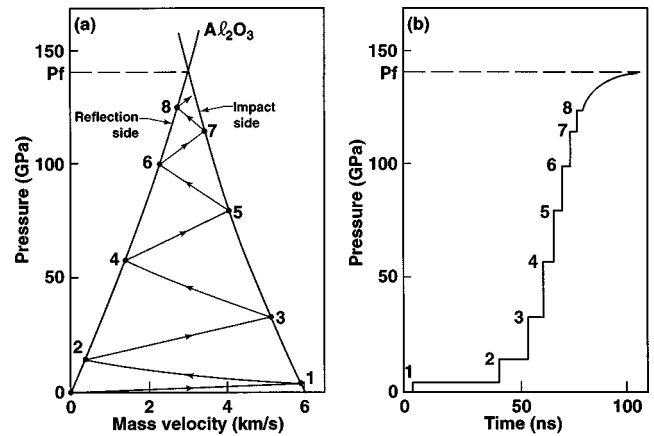 (a)
Aℓ₂O₃
150
Pf
100
50
0
Pressure (GPa)
Reflection
side
Impact
side
8
7
6
5
4
3
2
1
0 2 4 6
Mass velocity (km/s)
(b)
150
Pf
100
50
0
Pressure (GPa)
8
7
6
5
4
3
2
1
0 50 100
Time (ns)